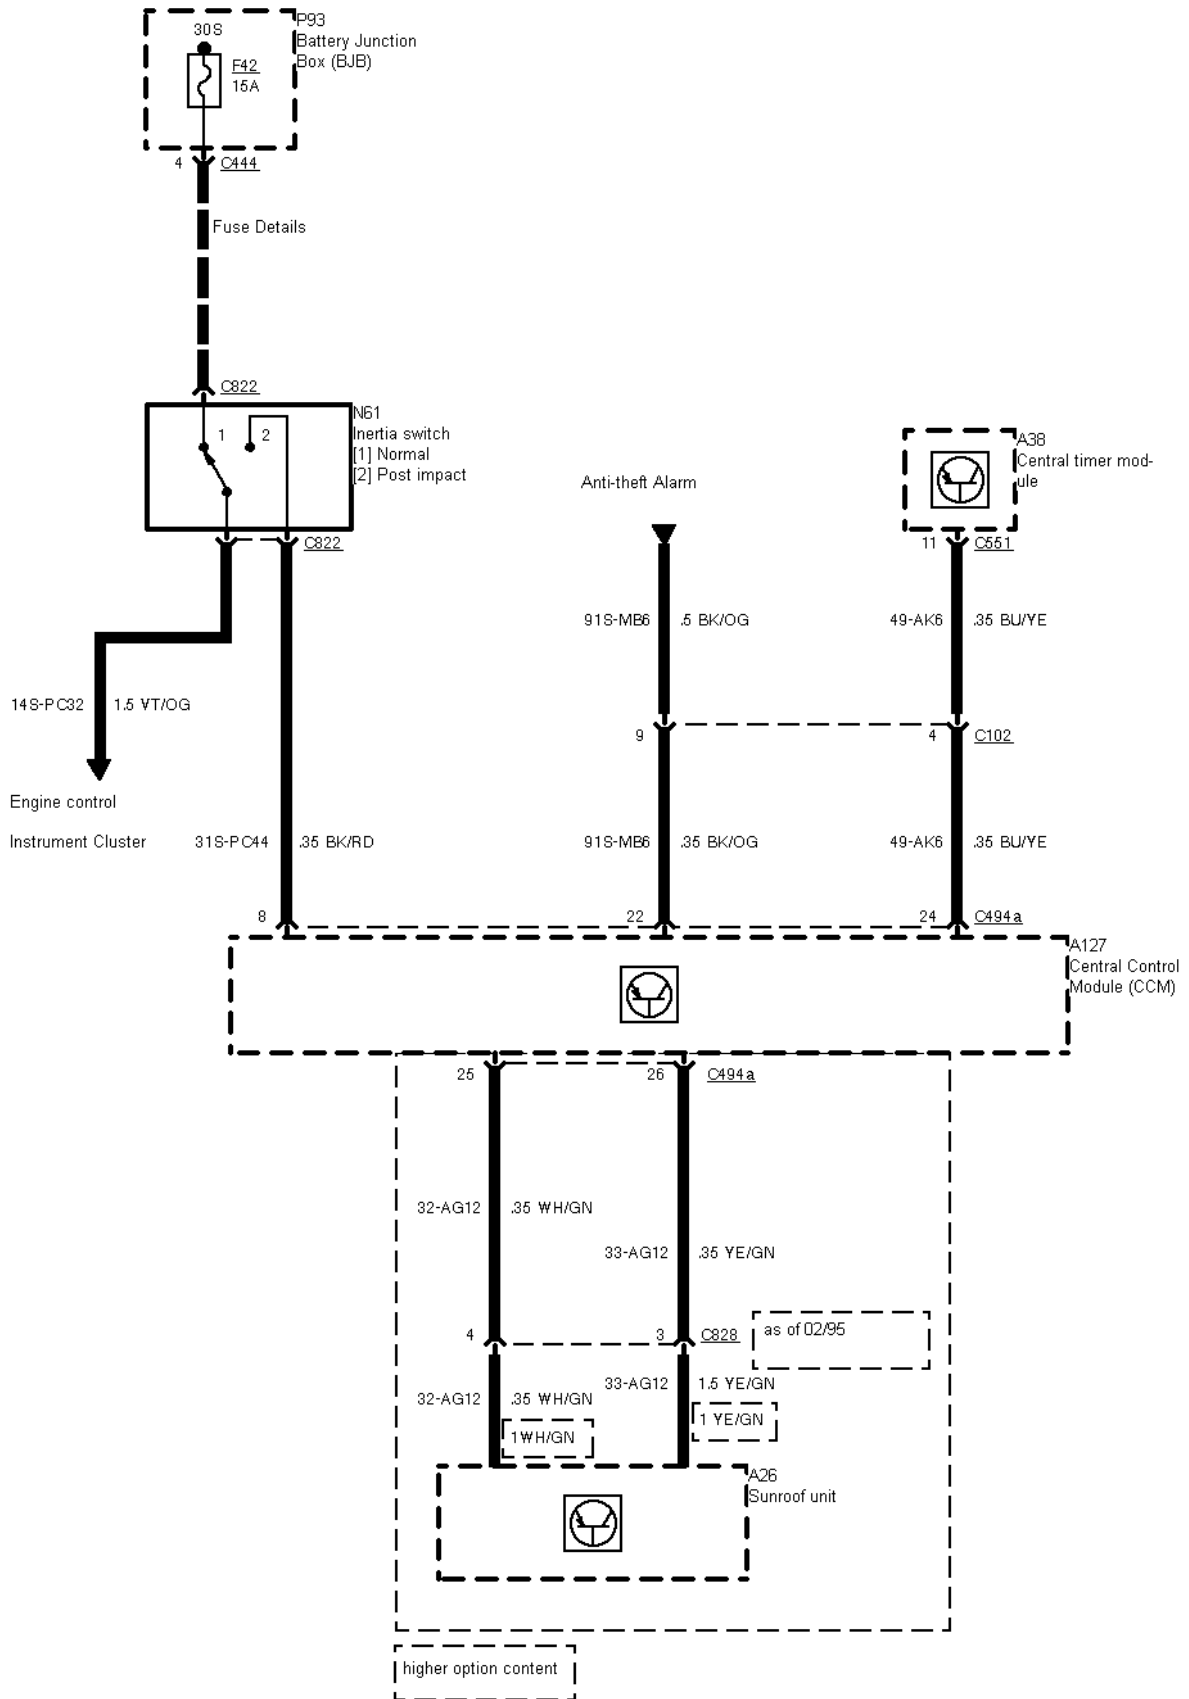 P93
30S
Battery Junction
Box (BJB)
F42
15A
4
C444
Fuse Details
C822
N61
1
2
Inertia switch
[1] Normal
[2] Post impact
A38
Central timer mod-
ule
Anti-theft Alarm
C822
11
C551
91S-MB6
.5 BK/OG
49-AK6
.35 BU/YE
14S-PC32
1.5 VT/OG
9
4
C102
Engine control
Instrument Cluster
31S-PC44
.35 BK/RD
91S-MB6
.35 BK/OG
49-AK6
.35 BU/YE
8
22
24
C494a
A127
Central Control
Module (CCM)
25
26
C494a
32-AG12
.35 WH/GN
33-AG12
.35 YE/GN
4
3
C828
as of 02/95
33-AG12
1.5 YE/GN
32-AG12
.35 WH/GN
1 YE/GN
1WH/GN
A26
Sunroof unit
higher option content